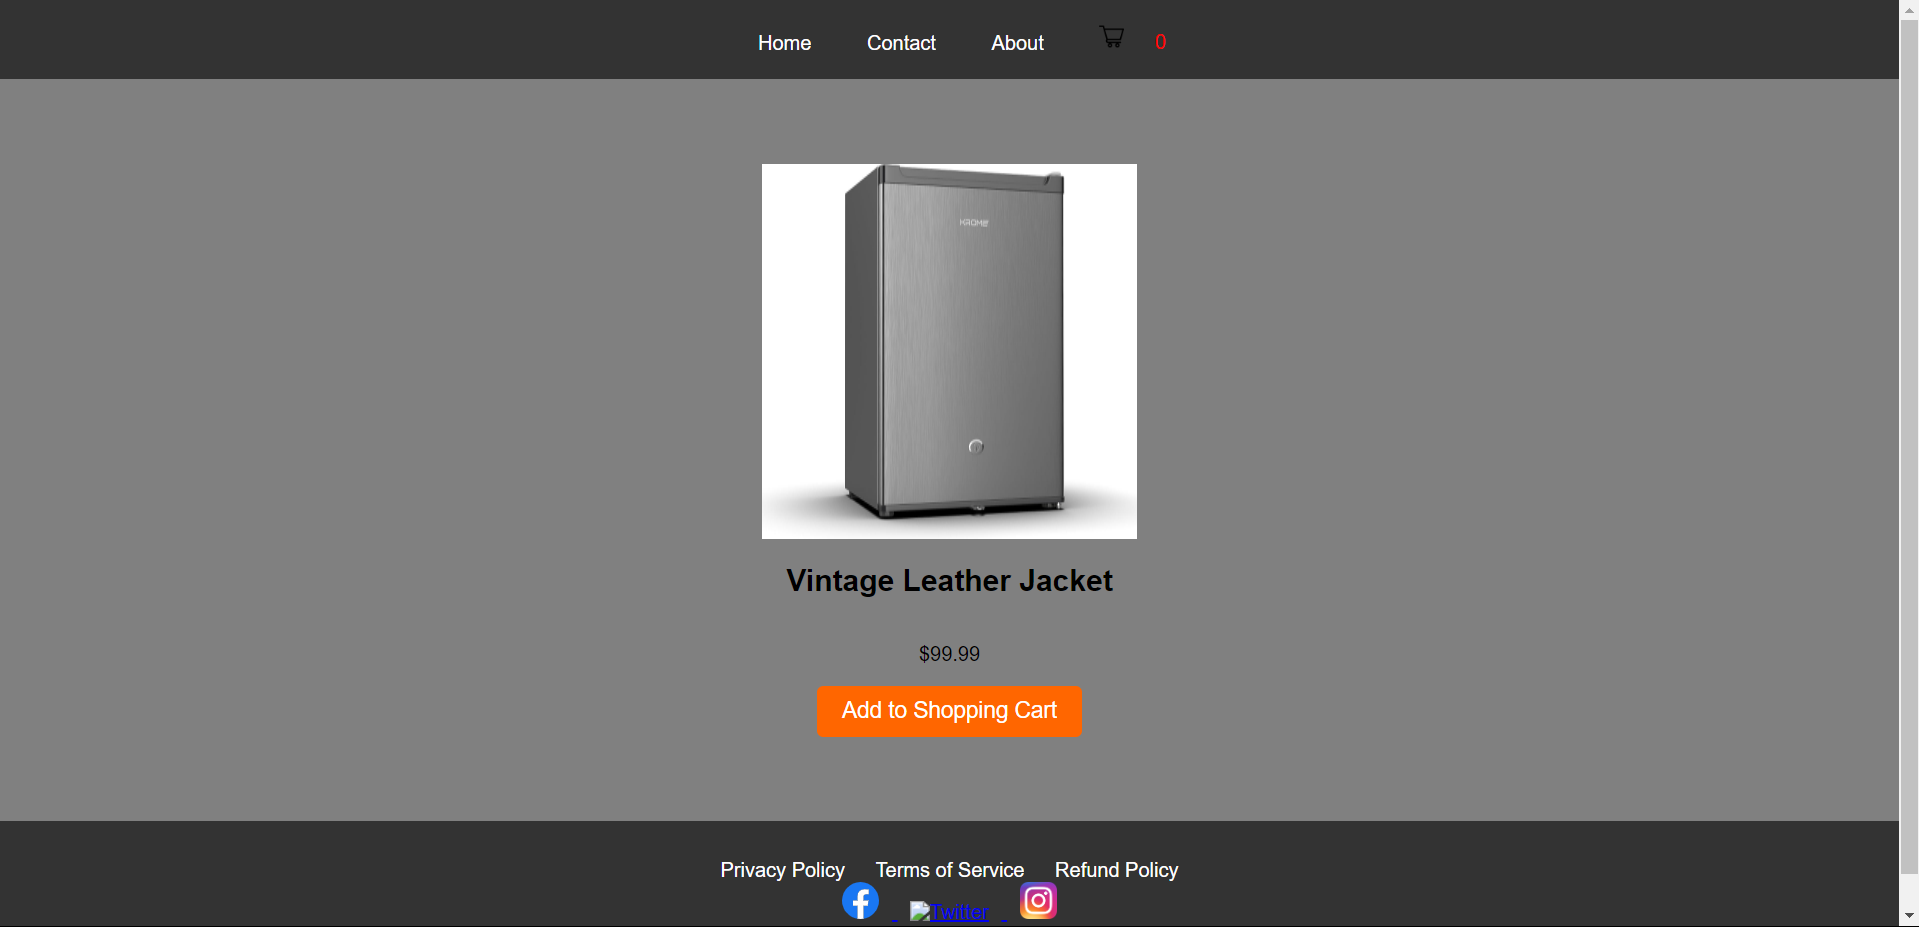 Home Contact About 0
KROME
Vintage Leather Jacket
$99.99
Add to Shopping Cart
Privacy Policy Terms of Service Refund Policy
Twitter